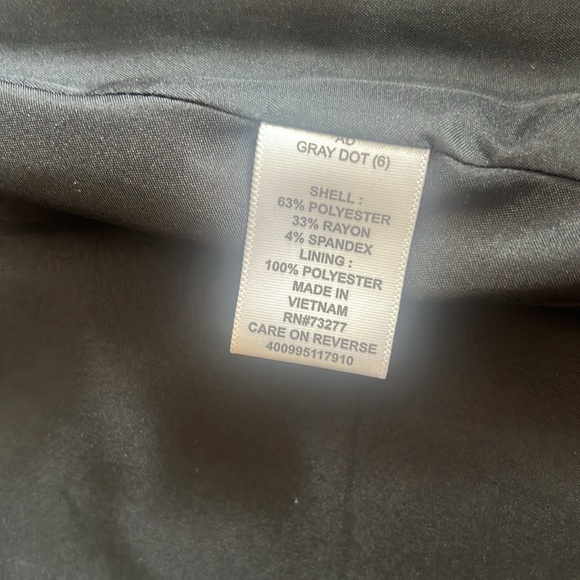 GRAY DOT (6)
SHELL :
63% POLYESTER
33% RAYON
4% SPANDEX
LINING :
100% POLYESTER
MADE IN
VIETNAM
RN#73277
CARE ON REVERSE
400995117910